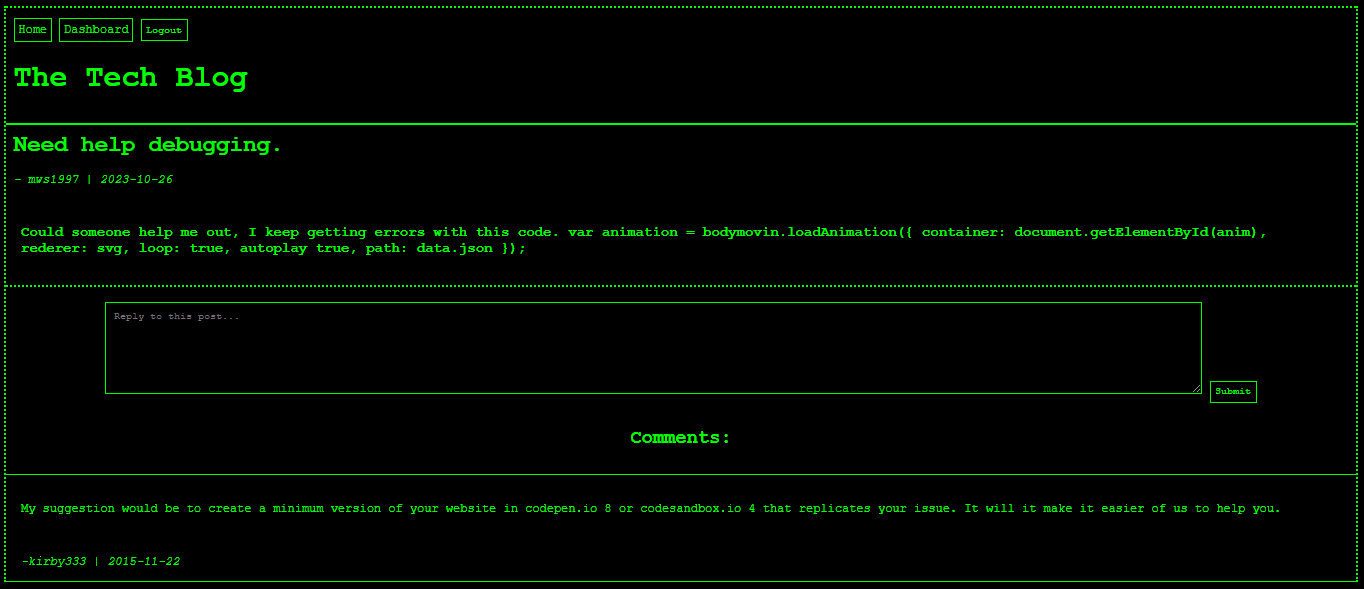 Home Dashboard Logout
The Tech Blog
Need help debugging.
- mws1997 | 2023-10-26
Could someone help me out, I keep getting errors with this code. var animation = bodymovin.loadAnimation({ container: document.getElementById(anim),
rederer: svg, loop: true, autoplay true, path: data.json });
Reply to this post...
Submit
Comments:
My suggestion would be to create a minimum version of your website in codepen.io 8 or codesandbox.io 4 that replicates your issue. It will it make it easier of us to help you.
-kirby333 | 2015-11-22